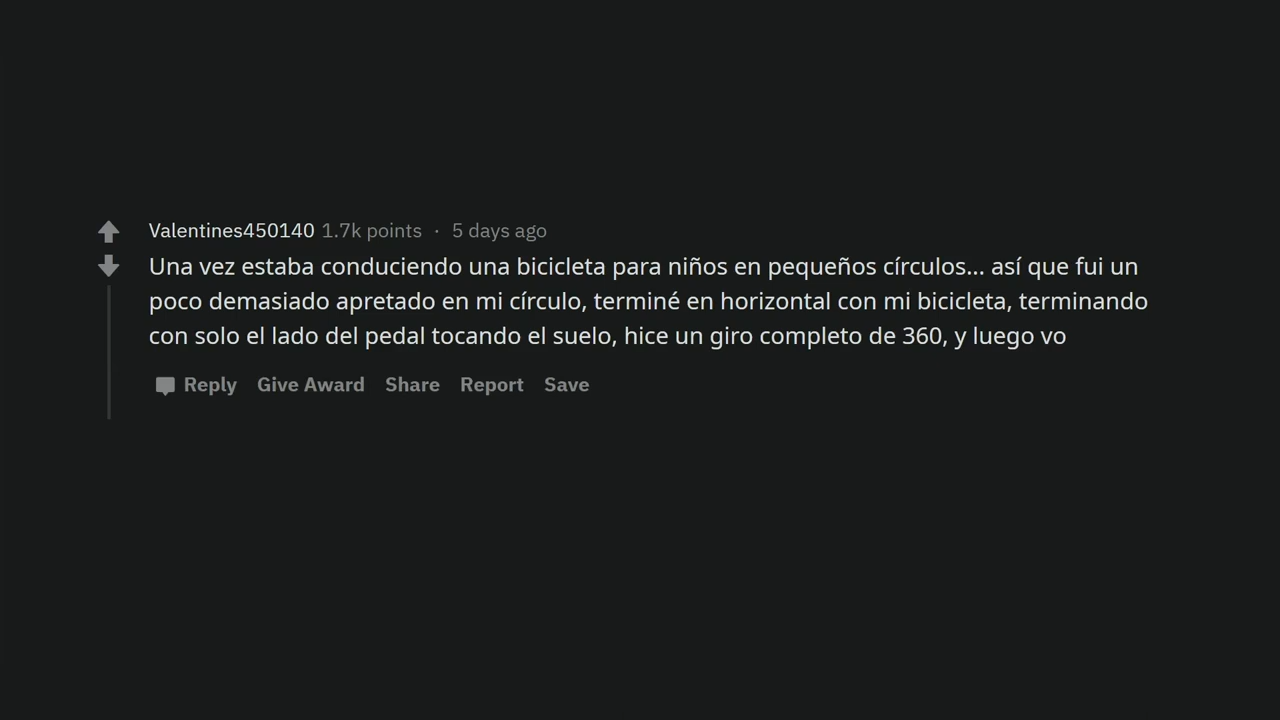 Valentines450140 1.7k points · 5 days ago
Una vez estaba conduciendo una bicicleta para niños en pequeños círculos... así que fui un
poco demasiado apretado en mi círculo, terminé en horizontal con mi bicicleta, terminando
con solo el lado del pedal tocando el suelo, hice un giro completo de 360, y luego vo
Reply Give Award Share Report Save